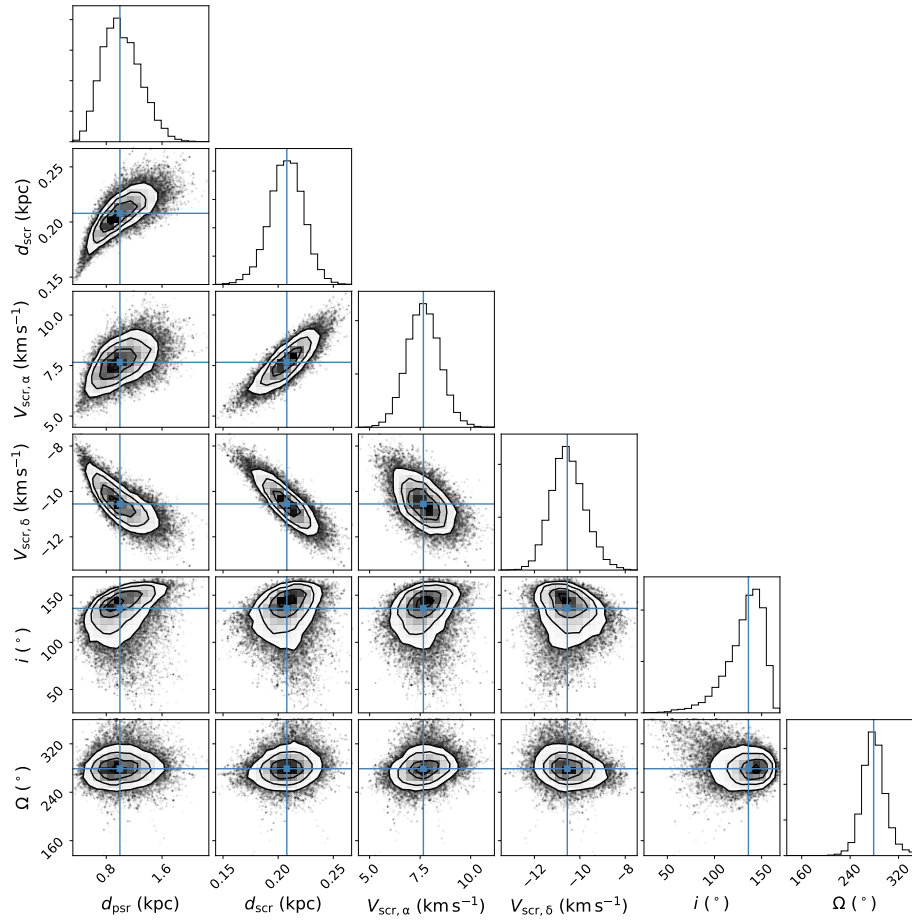 0.25
0.20
0.15
d_scr (kpc)
10.0
7.5
5.0
V_scr,α (km s⁻¹)
−8
−10
−12
V_scr,δ (km s⁻¹)
150
100
50
i (°)
320
240
160
Ω (°)
0.8 1.6
0.15 0.20 0.25
5.0 7.5 10.0
−12 −10 −8
50 100 150
160 240 320
d_psr (kpc) d_scr (kpc) V_scr,α (km s⁻¹) V_scr,δ (km s⁻¹) i (°) Ω (°)